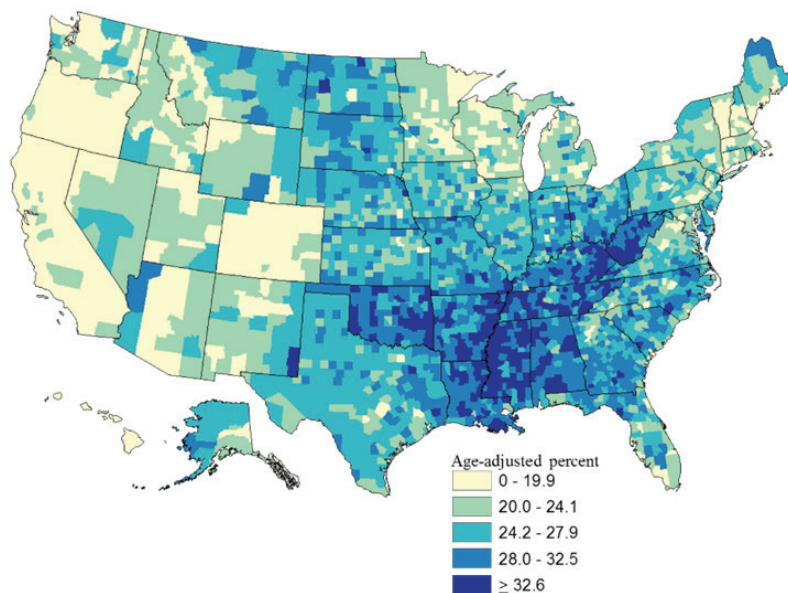 Age-adjusted percent
0 - 19.9
20.0 - 24.1
24.2 - 27.9
28.0 - 32.5
≥ 32.6